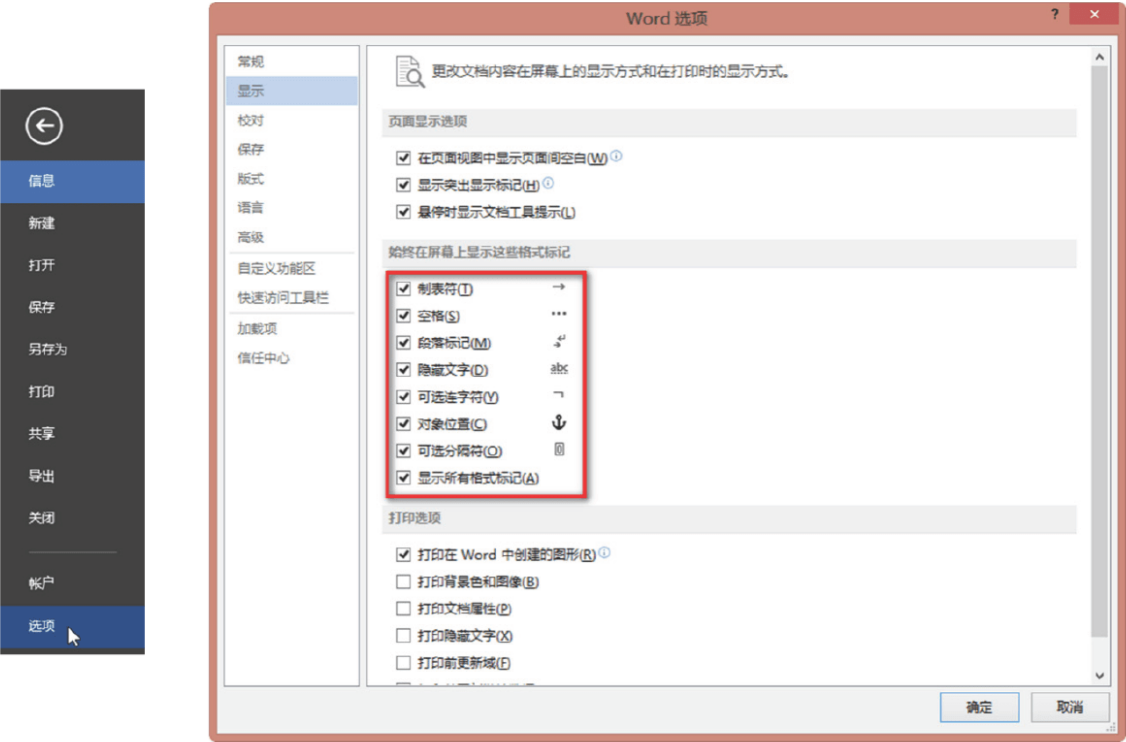 信息
新建
打开
保存
另存为
打印
共享
导出
关闭
帐户
选项
Word 选项
? ×
常规
显示
校对
保存
版式
语言
高级
自定义功能区
快速访问工具栏
加载项
信任中心
更改文档内容在屏幕上的显示方式和在打印时的显示方式。
页面显示选项
在页面视图中显示页面间空白(W)
显示突出显示标记(H)
悬停时显示文档工具提示(L)
始终在屏幕上显示这些格式标记
制表符(T) →
空格(S) ···
段落标记(M)
隐藏文字(D) abc
可选连字符(Y) ¬
对象位置(C)
可选分隔符(O)
显示所有格式标记(A)
打印选项
打印在 Word 中创建的图形(R)
打印背景色和图像(B)
打印文档属性(P)
打印隐藏文字(X)
打印前更新域(F)
确定
取消